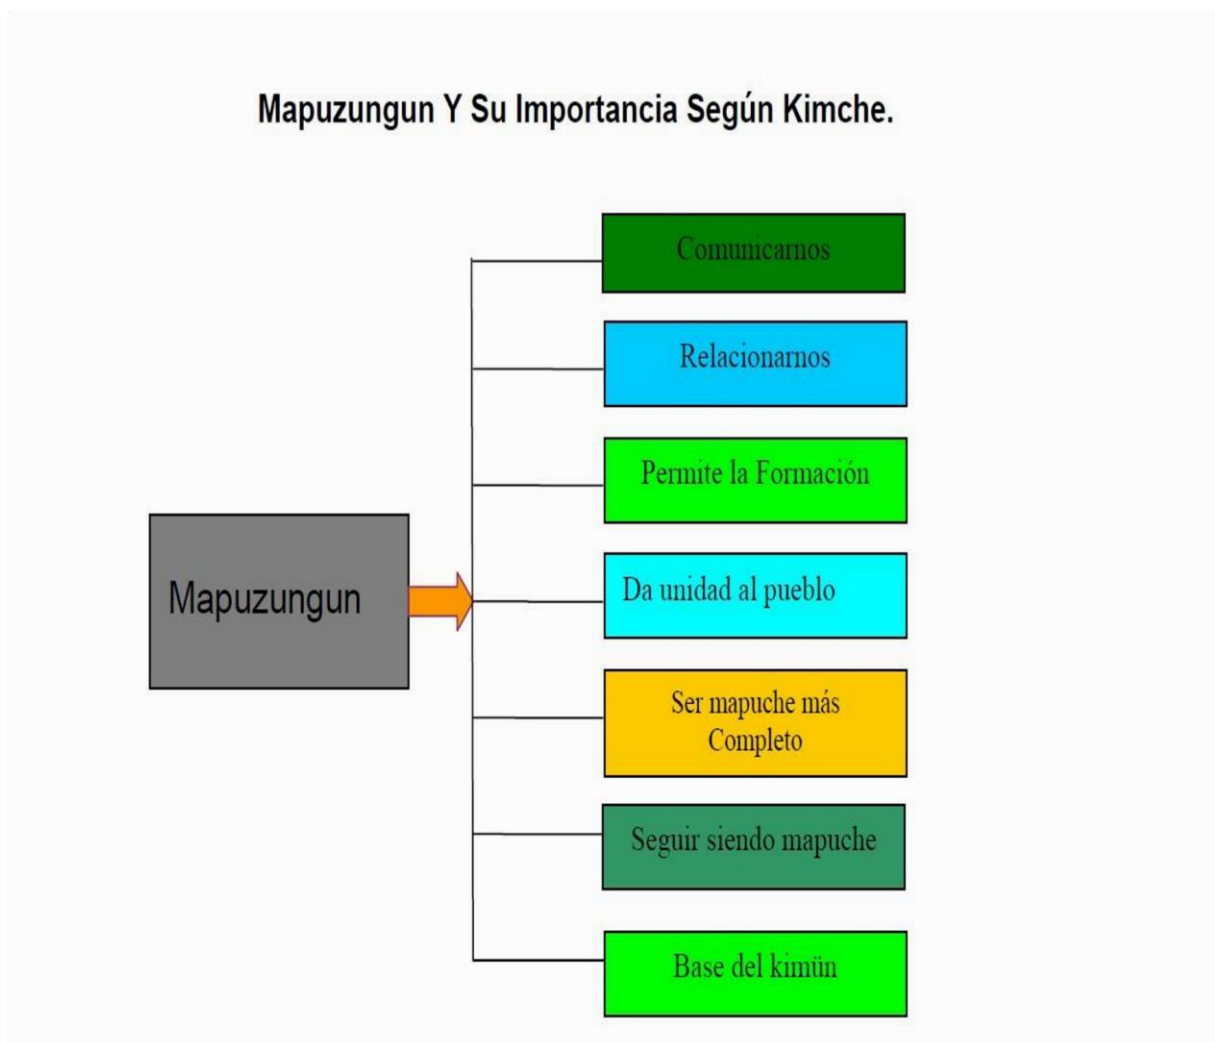 Mapuzungun Y Su Importancia Según Kimche.
Mapuzungun
Comunicarnos
Relacionarnos
Permite la Formación
Da unidad al pueblo
Ser mapuche más
Completo
Seguir siendo mapuche
Base del kimün